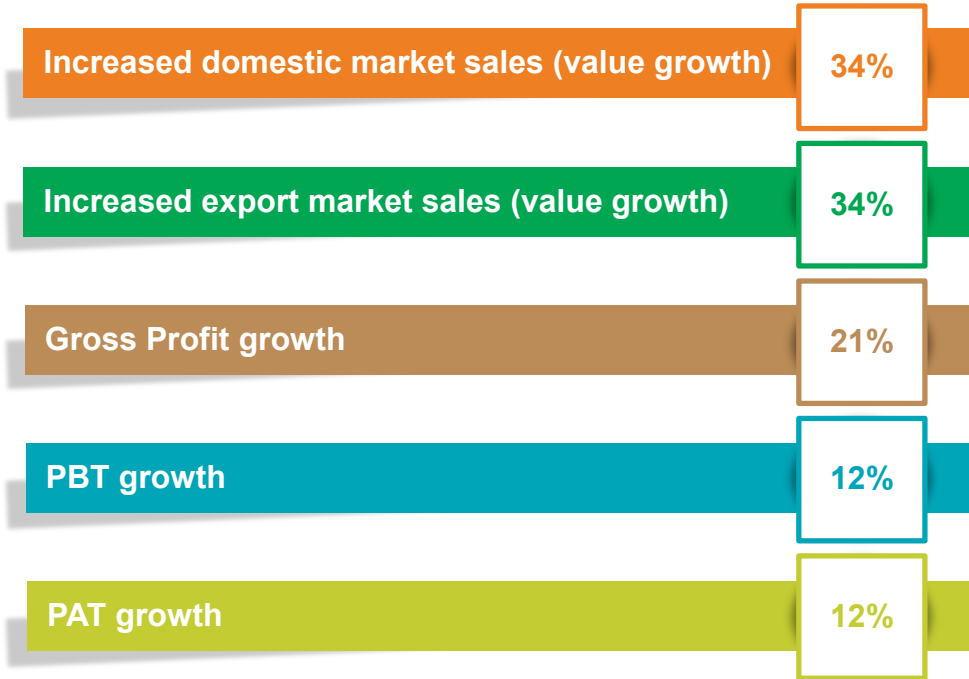 Increased domestic market sales (value growth) 34%
Increased export market sales (value growth) 34%
Gross Profit growth 21%
PBT growth 12%
PAT growth 12%